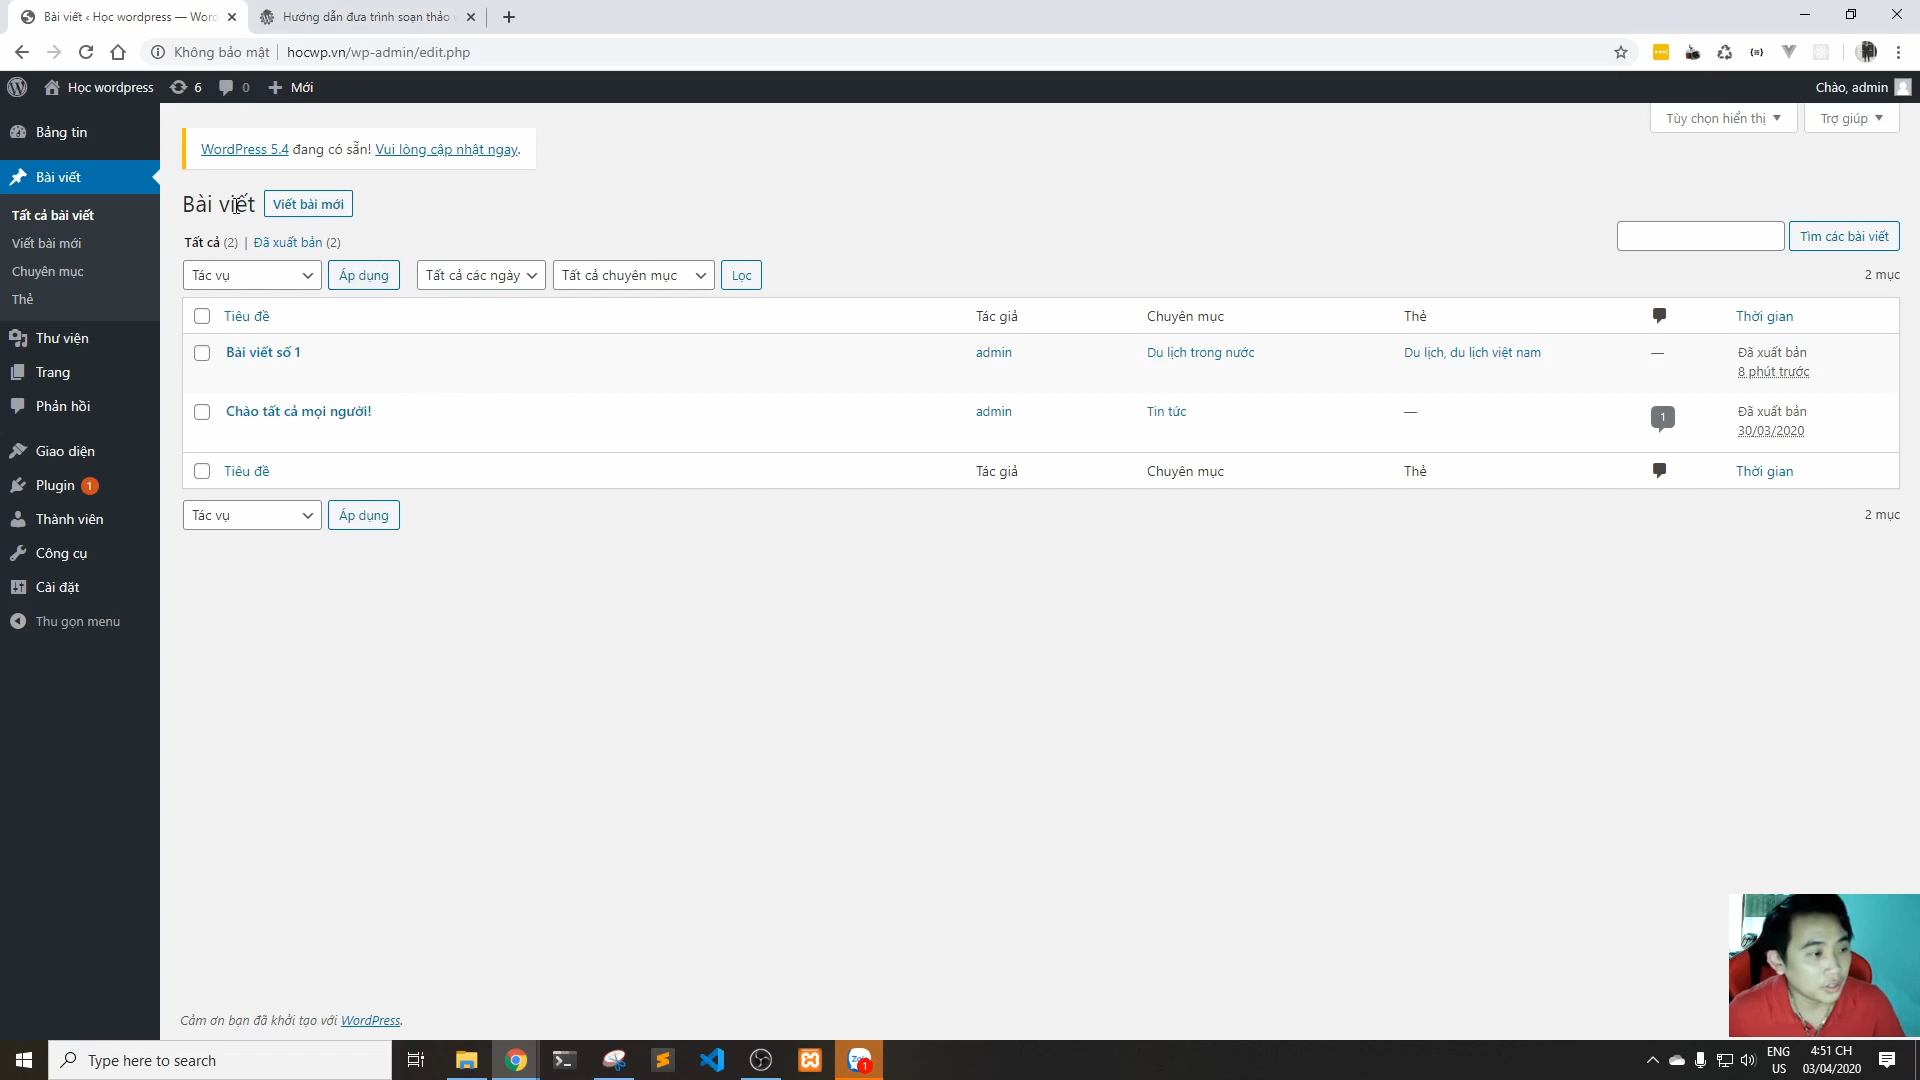 Bài viết ‹ Học wordpress — Word
Hướng dẫn đưa trình soạn thảo v
Không bảo mật
hocwp.vn/wp-admin/edit.php
Học wordpress 6 0 Mới
Chào, admin
Bảng tin
Bài viết
Tất cả bài viết
Viết bài mới
Chuyên mục
Thẻ
Thư viện
Trang
Phản hồi
Giao diện
Plugin 1
Thành viên
Công cụ
Cài đặt
Thu gọn menu
Tùy chọn hiển thị Trợ giúp
WordPress 5.4 đang có sẵn! Vui lòng cập nhật ngay.
Bài viết Viết bài mới
Tất cả (2) | Đã xuất bản (2)
Tìm các bài viết
Tác vụ Áp dụng Tất cả các ngày Tất cả chuyên mục Lọc
2 mục
Tiêu đề Tác giả Chuyên mục Thẻ Thời gian
Bài viết số 1 admin Du lịch trong nước Du lịch, du lịch việt nam — Đã xuất bản
8 phút trước
Chào tất cả mọi người! admin Tin tức — 1 Đã xuất bản
30/03/2020
Tiêu đề Tác giả Chuyên mục Thẻ Thời gian
Tác vụ Áp dụng
2 mục
Cảm ơn bạn đã khởi tạo với WordPress.
Type here to search
Zalo
1
ENG
US
4:51 CH
03/04/2020